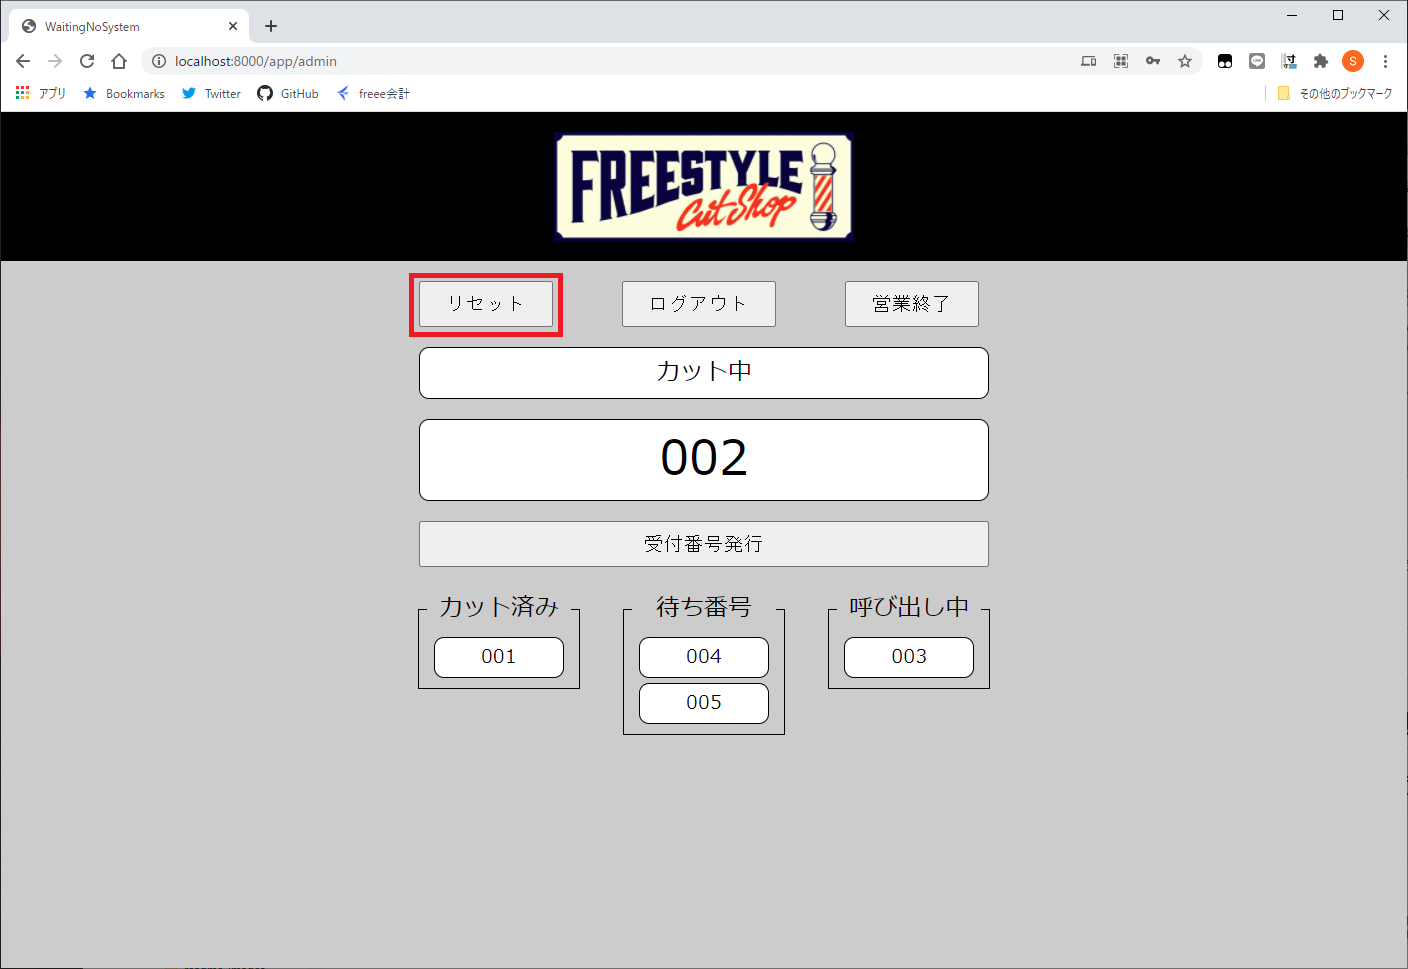 WaitingNoSystem
localhost:8000/app/admin
S
アプリ Bookmarks Twitter GitHub freee会計 その他のブックマーク
FREESTYLE
Cut Shop
リセット ログアウト 営業終了
カット中
002
受付番号発行
カット済み 待ち番号 呼び出し中
001 004 003
005